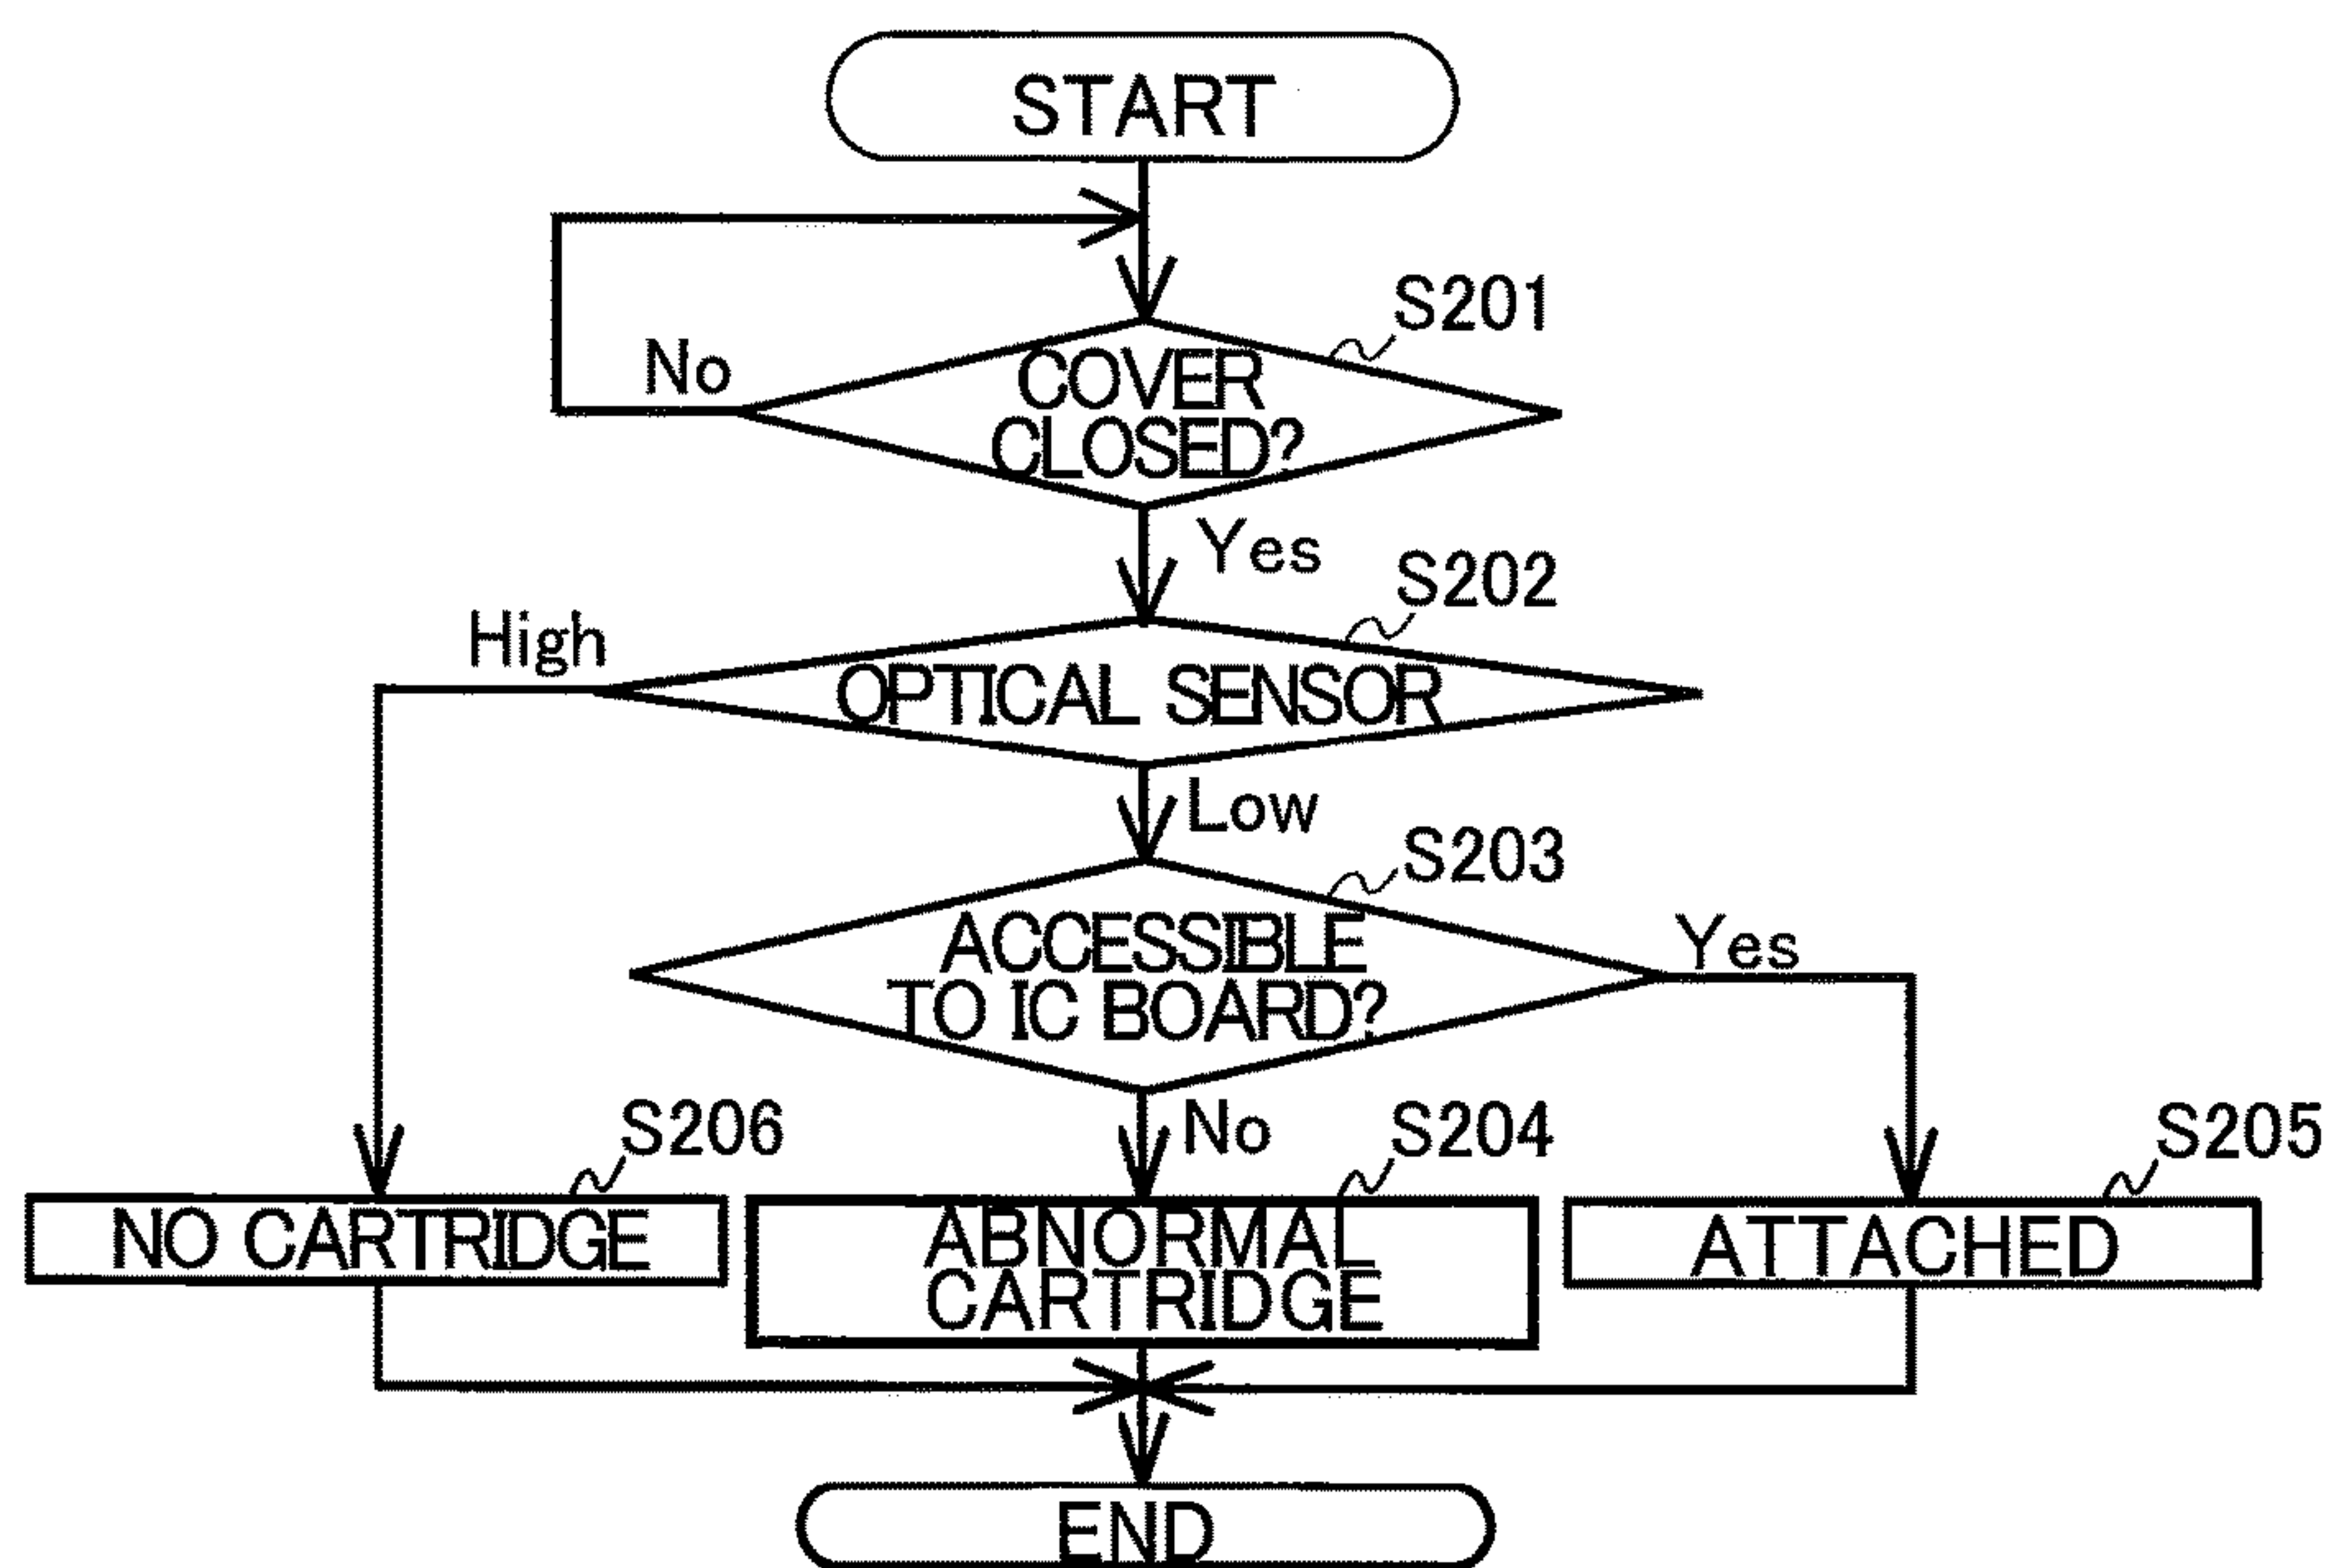 START
S201
No
COVER
CLOSED?
Yes
S202
High
OPTICAL SENSOR
Low
S203
ACCESSIBLE
TO IC BOARD?
Yes
No
S206
S204
S205
NO CARTRIDGE
ABNORMAL
CARTRIDGE
ATTACHED
END